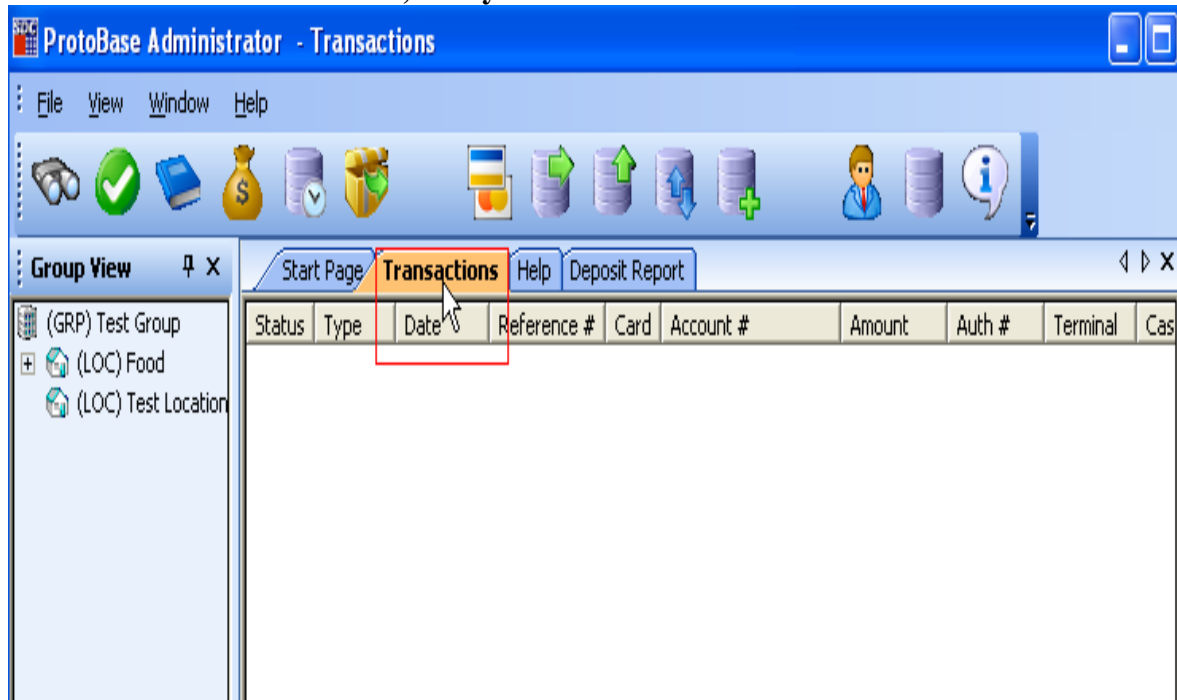 ProtoBase Administrator - Transactions
File View Window Help
Group View
Start Page Transactions Help Deposit Report
(GRP) Test Group
(LOC) Food
(LOC) Test Location
Status Type Date Reference # Card Account # Amount Auth # Terminal Cas